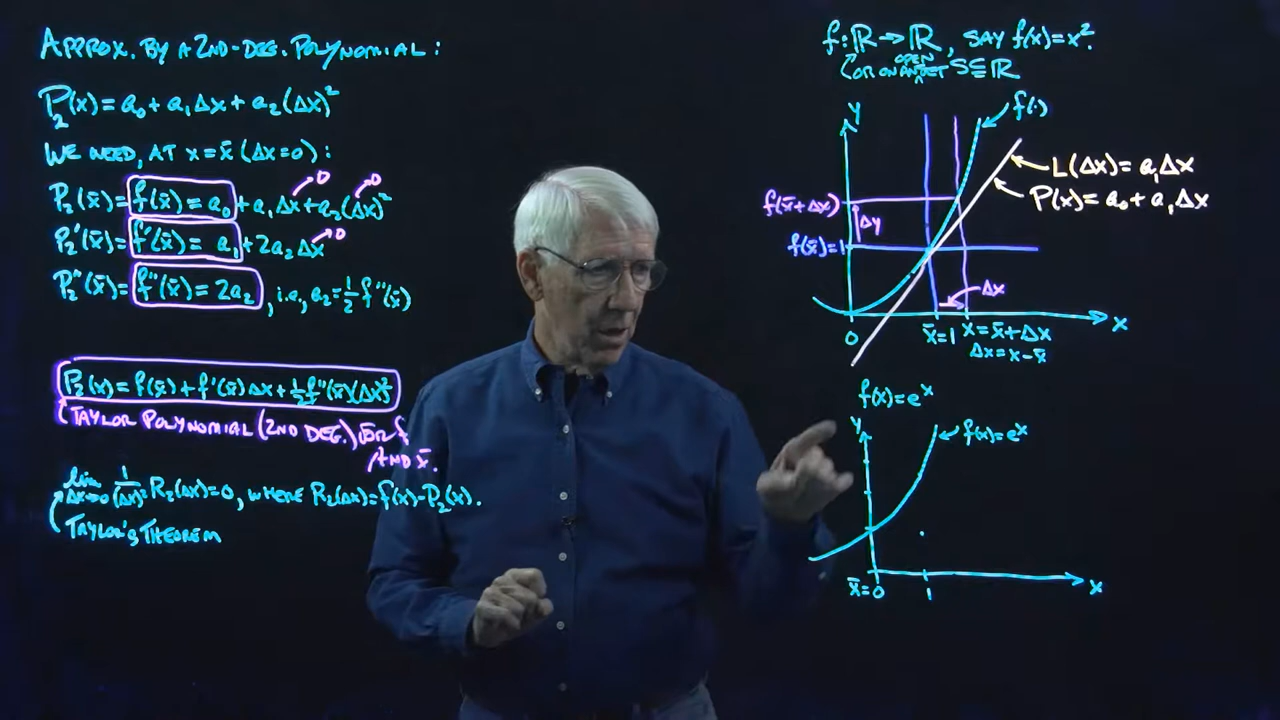 APPROX. BY A 2ND-DEG. POLYNOMIAL:
P₂(x) = a₀ + a₁Δx + a₂(Δx)²
WE NEED, AT x = x̄ (Δx=0):
P₂(x̄) = f(x̄) = a₀ + a₁Δx + a₂(Δx)² → 0 → 0
P₂'(x̄) = f'(x̄) = a₁ + 2a₂Δx → 0
P₂''(x̄) = f''(x̄) = 2a₂, i.e., a₂ = ½ f''(x̄)
P₂(x) = f(x̄) + f'(x̄)Δx + ½f''(x̄)(Δx)²
TAYLOR POLYNOMIAL (2ND DEG.) FOR f
AND x̄.
lim Δx→0 1/(Δx)² R₂(Δx) = 0, WHERE R₂(Δx) = f(x) - P₂(x).
TAYLOR'S THEOREM
f: ℝ → ℝ, SAY f(x) = x².
OR ON AN OPEN SET S ⊆ ℝ
Y
f(·)
L(Δx) = a₁Δx
P(x) = a₀ + a₁Δx
f(x̄+Δx)
Δy
f(x̄) = 1
Δx
0
x̄=1
x = x̄+Δx
X
Δx = x-x̄
f(x) = eˣ
Y
f(x) = eˣ
x̄=0
1
X